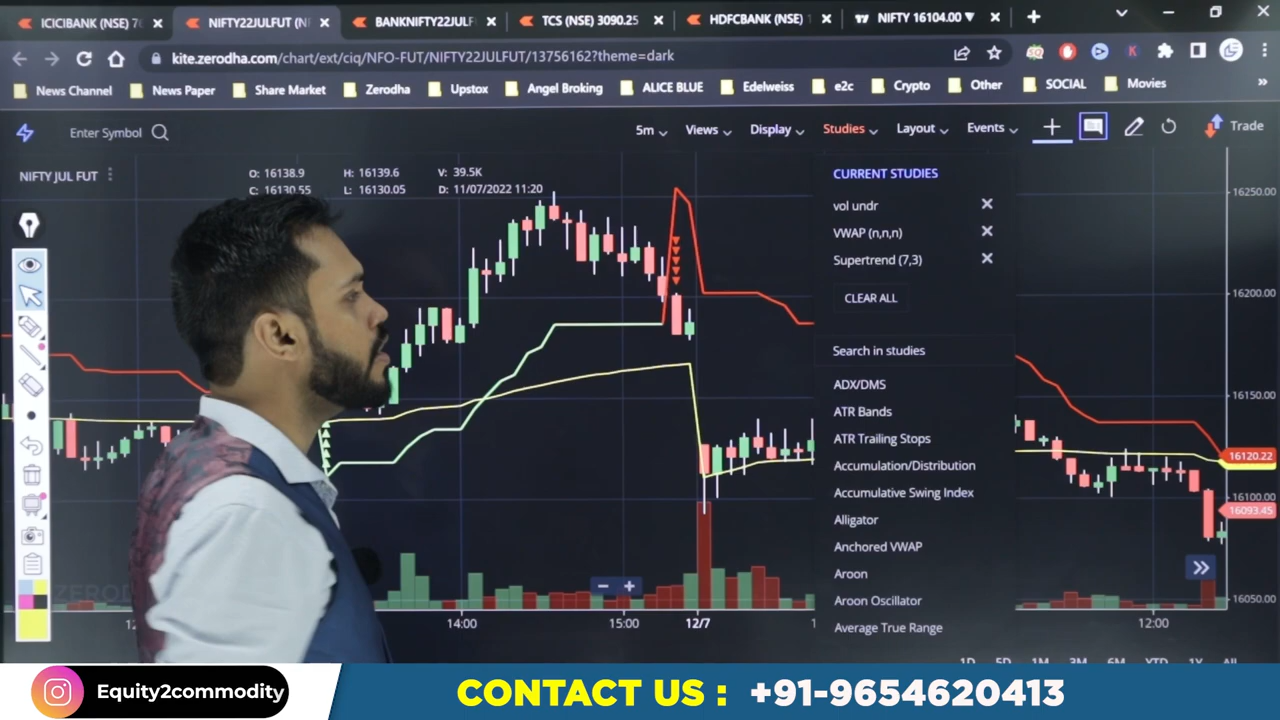 ICICIBANK (NSE) 7
NIFTY22JULFUT (N
BANKNIFTY22JULF
TCS (NSE) 3090.25
HDFCBANK (NSE) 1
NIFTY 16104.00 ▼
kite.zerodha.com/chart/ext/ciq/NFO-FUT/NIFTY22JULFUT/13756162?theme=dark
News Channel
News Paper
Share Market
Zerodha
Upstox
Angel Broking
ALICE BLUE
Edelweiss
e2c
Crypto
Other
SOCIAL
Movies
Enter Symbol
5m
Views
Display
Studies
Layout
Events
Trade
NIFTY JUL FUT
O: 16138.9 H: 16139.6 V: 39.5K
C: 16130.55 L: 16130.05 D: 11/07/2022 11:20
CURRENT STUDIES
vol undr
VWAP (n,n,n)
Supertrend (7,3)
CLEAR ALL
Search in studies
ADX/DMS
ATR Bands
ATR Trailing Stops
Accumulation/Distribution
Accumulative Swing Index
Alligator
Anchored VWAP
Aroon
Aroon Oscillator
Average True Range
16250.00
16200.00
16150.00
16120.22
16100.00
16093.45
16050.00
14:00
15:00
12/7
12:00
1D 5D 1M 3M 6M YTD 1Y All
Equity2commodity
CONTACT US : +91-9654620413